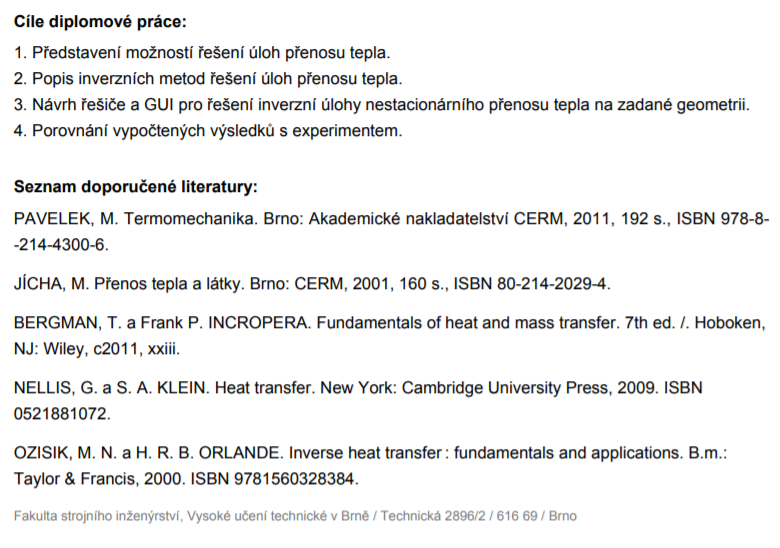 Cíle diplomové práce:
1. Představení možností řešení úloh přenosu tepla.
2. Popis inverzních metod řešení úloh přenosu tepla.
3. Návrh řešiče a GUI pro řešení inverzní úlohy nestacionárního přenosu tepla na zadané geometrii.
4. Porovnání vypočtených výsledků s experimentem.
Seznam doporučené literatury:
PAVELEK, M. Termomechanika. Brno: Akademické nakladatelství CERM, 2011, 192 s., ISBN 978-8-
-214-4300-6.
JÍCHA, M. Přenos tepla a látky. Brno: CERM, 2001, 160 s., ISBN 80-214-2029-4.
BERGMAN, T. a Frank P. INCROPERA. Fundamentals of heat and mass transfer. 7th ed. /. Hoboken,
NJ: Wiley, c2011, xxiii.
NELLIS, G. a S. A. KLEIN. Heat transfer. New York: Cambridge University Press, 2009. ISBN
0521881072.
OZISIK, M. N. a H. R. B. ORLANDE. Inverse heat transfer : fundamentals and applications. B.m.:
Taylor & Francis, 2000. ISBN 9781560328384.
Fakulta strojního inženýrství, Vysoké učení technické v Brně / Technická 2896/2 / 616 69 / Brno